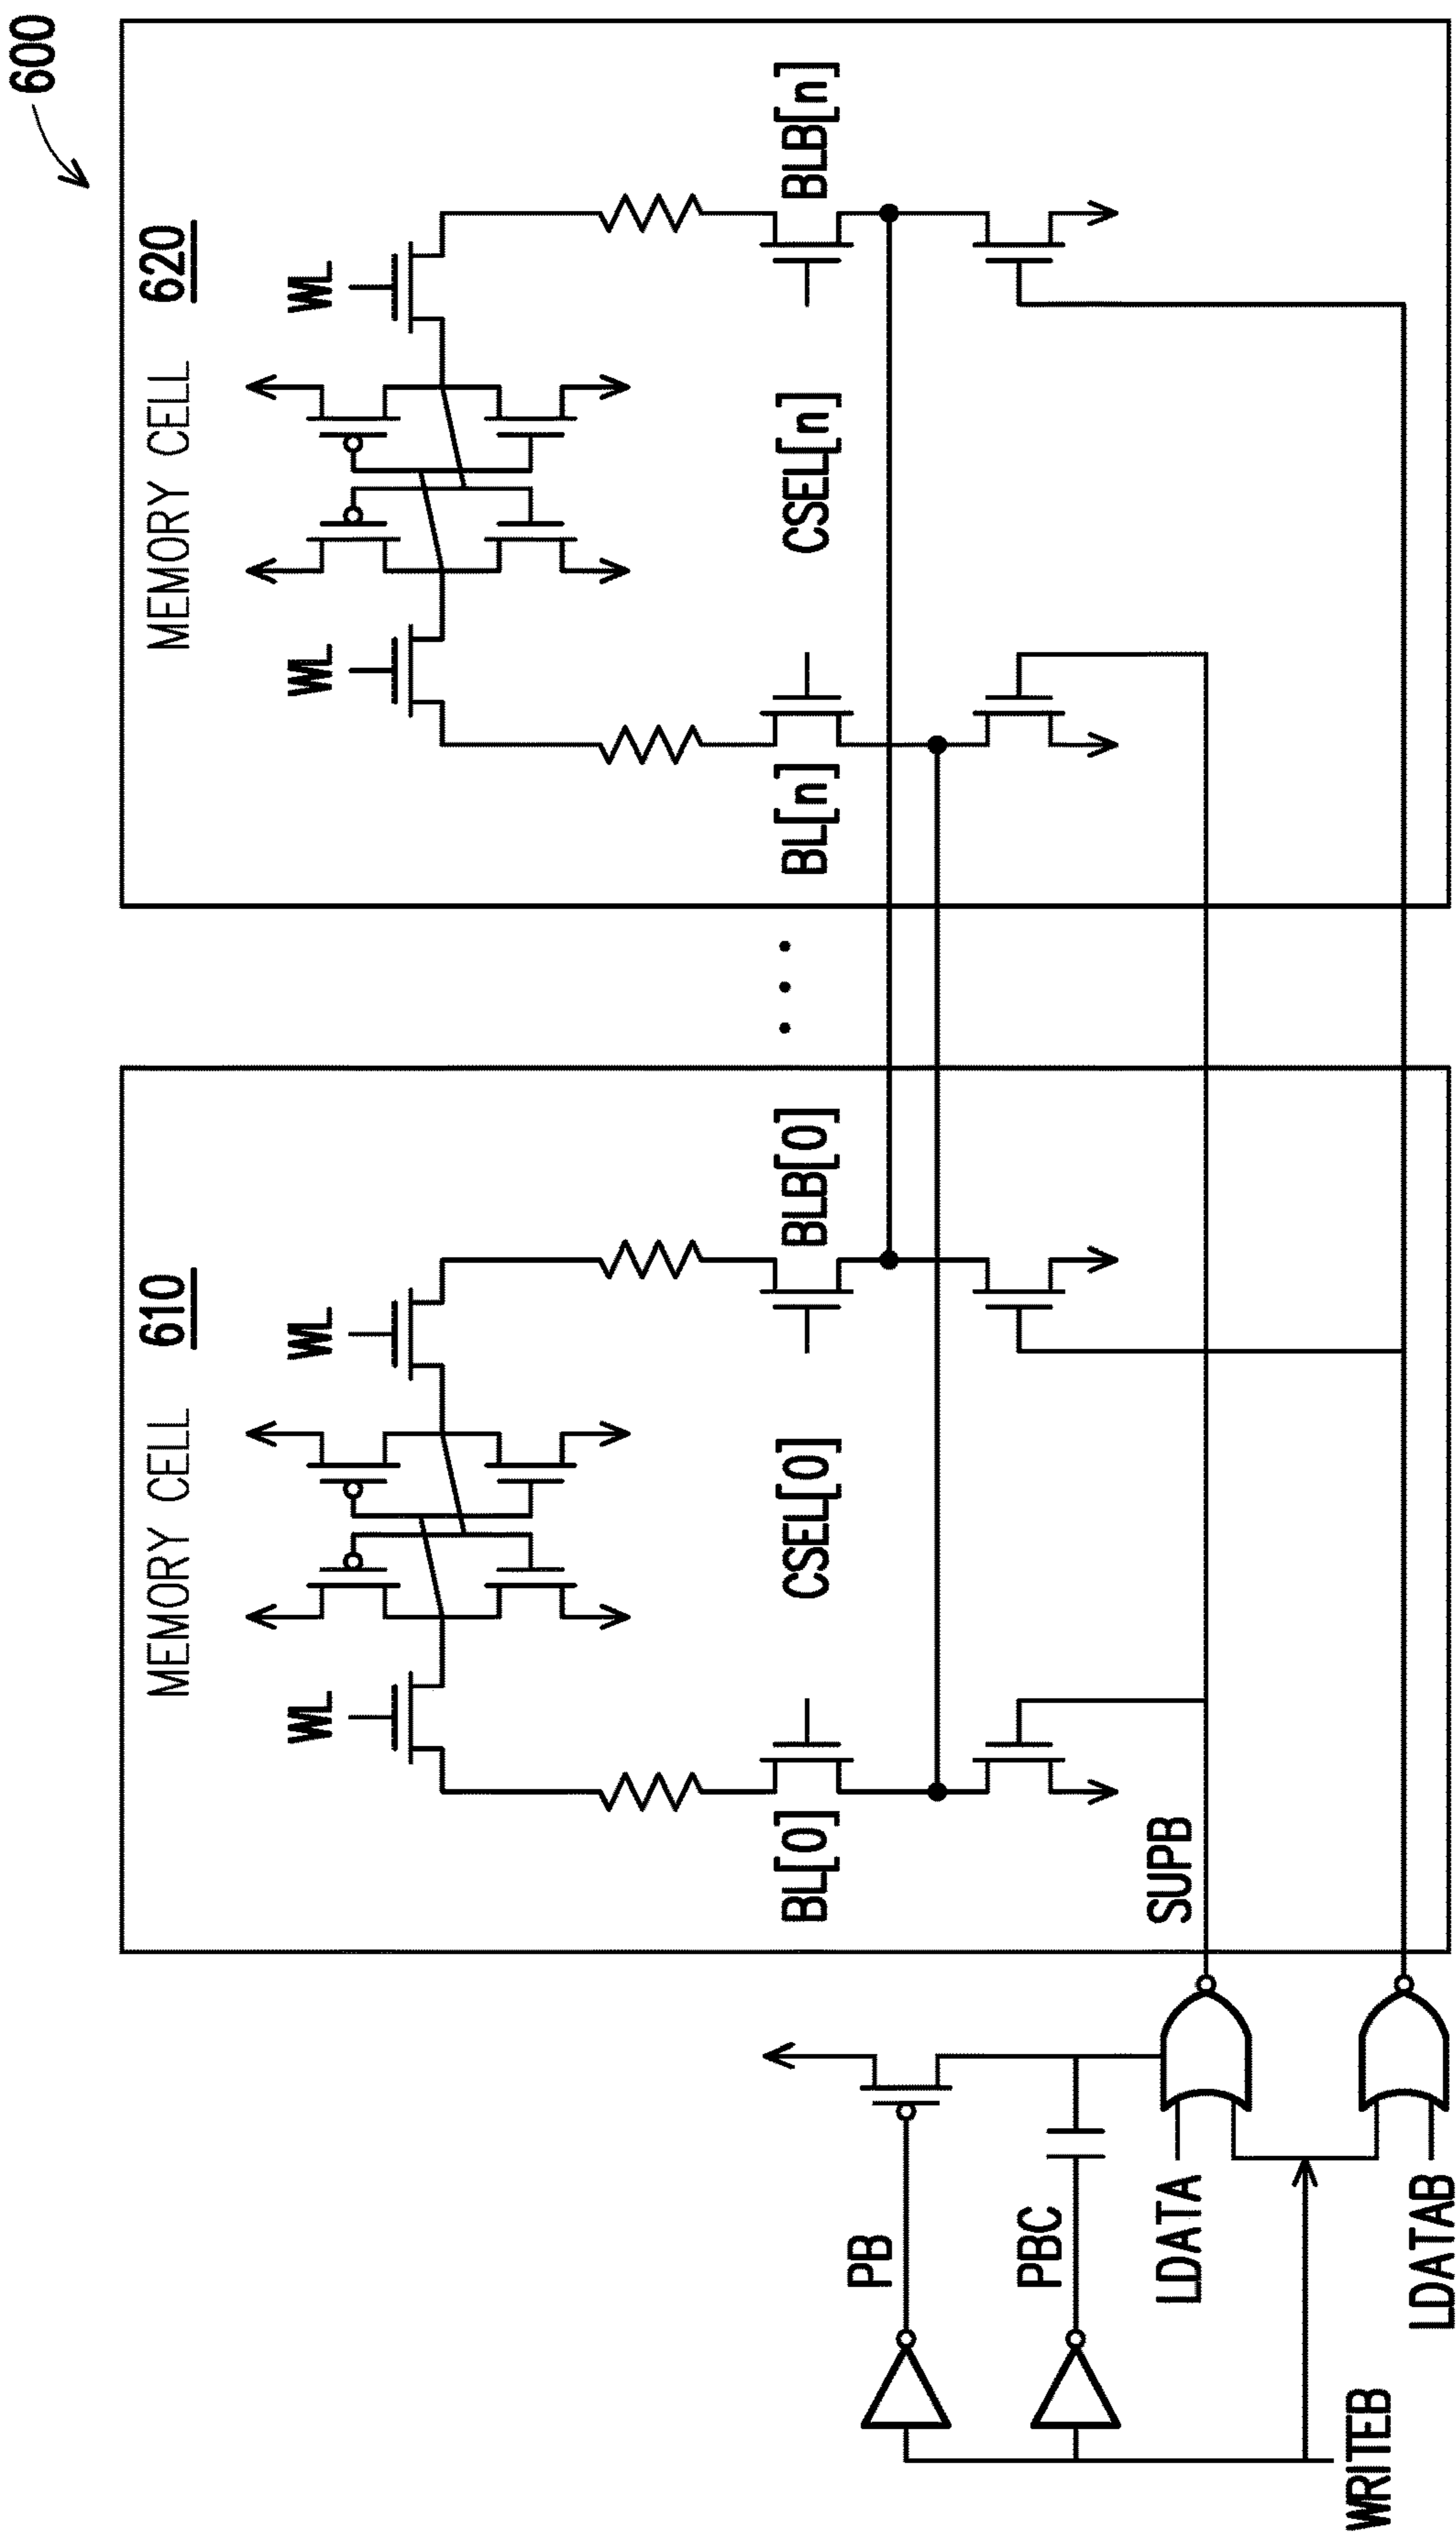 600
MEMORY CELL 610
MEMORY CELL 620
WL
WL
WL
WL
BL[0]
CSEL[0]
BLB[0]
BL[n]
CSEL[n]
BLB[n]
PB
PBC
SUPB
LDATA
LDATAB
WRITEB